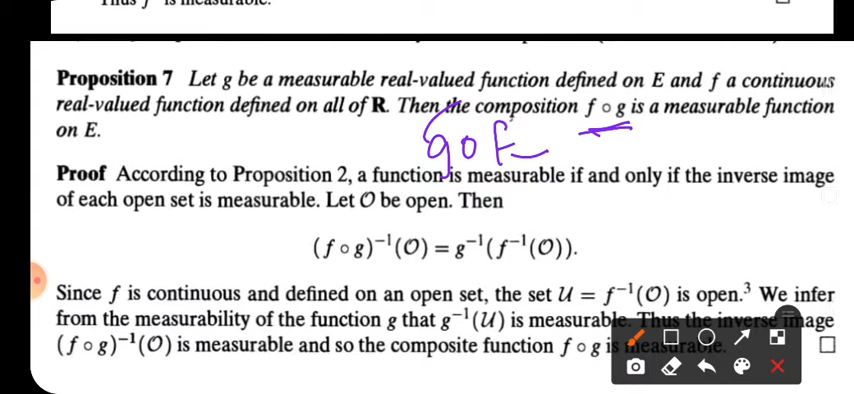 Thus f is measurable.
Proposition 7 Let g be a measurable real-valued function defined on E and f a continuous
real-valued function defined on all of R. Then the composition f ∘ g is a measurable function
on E.
gof
Proof According to Proposition 2, a function is measurable if and only if the inverse image
of each open set is measurable. Let O be open. Then
(f ∘ g)⁻¹(O) = g⁻¹(f⁻¹(O)).
Since f is continuous and defined on an open set, the set U = f⁻¹(O) is open.³ We infer
from the measurability of the function g that g⁻¹(U) is measurable. Thus the inverse image
(f ∘ g)⁻¹(O) is measurable and so the composite function f ∘ g is measurable. □